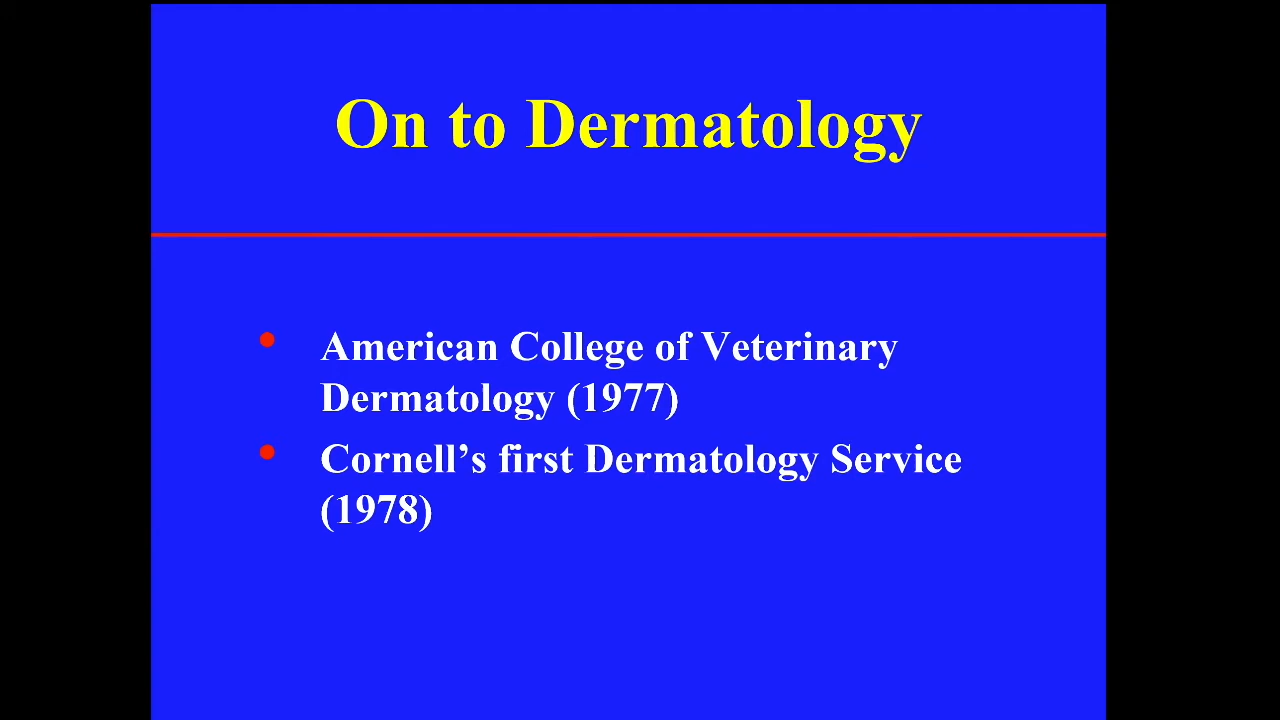 On to Dermatology
• American College of Veterinary
Dermatology (1977)
• Cornell’s first Dermatology Service
(1978)